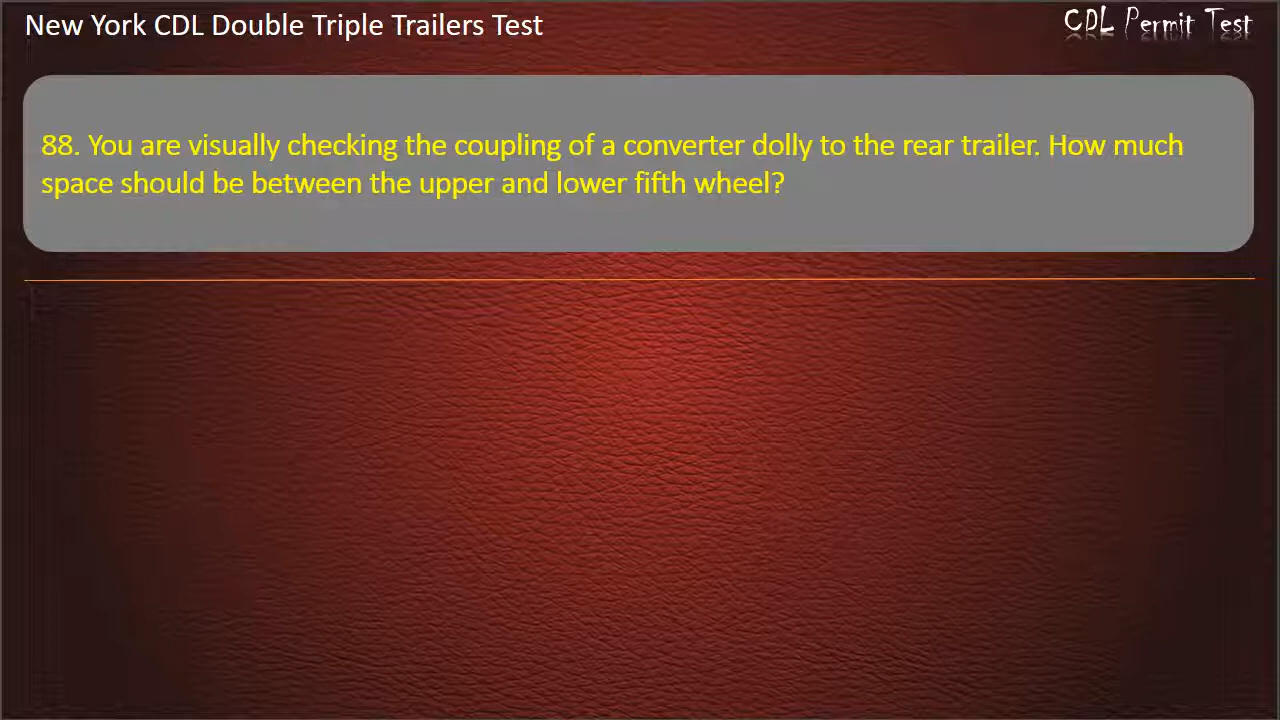 New York CDL Double Triple Trailers Test
CDL Permit Test
88. You are visually checking the coupling of a converter dolly to the rear trailer. How much
space should be between the upper and lower fifth wheel?